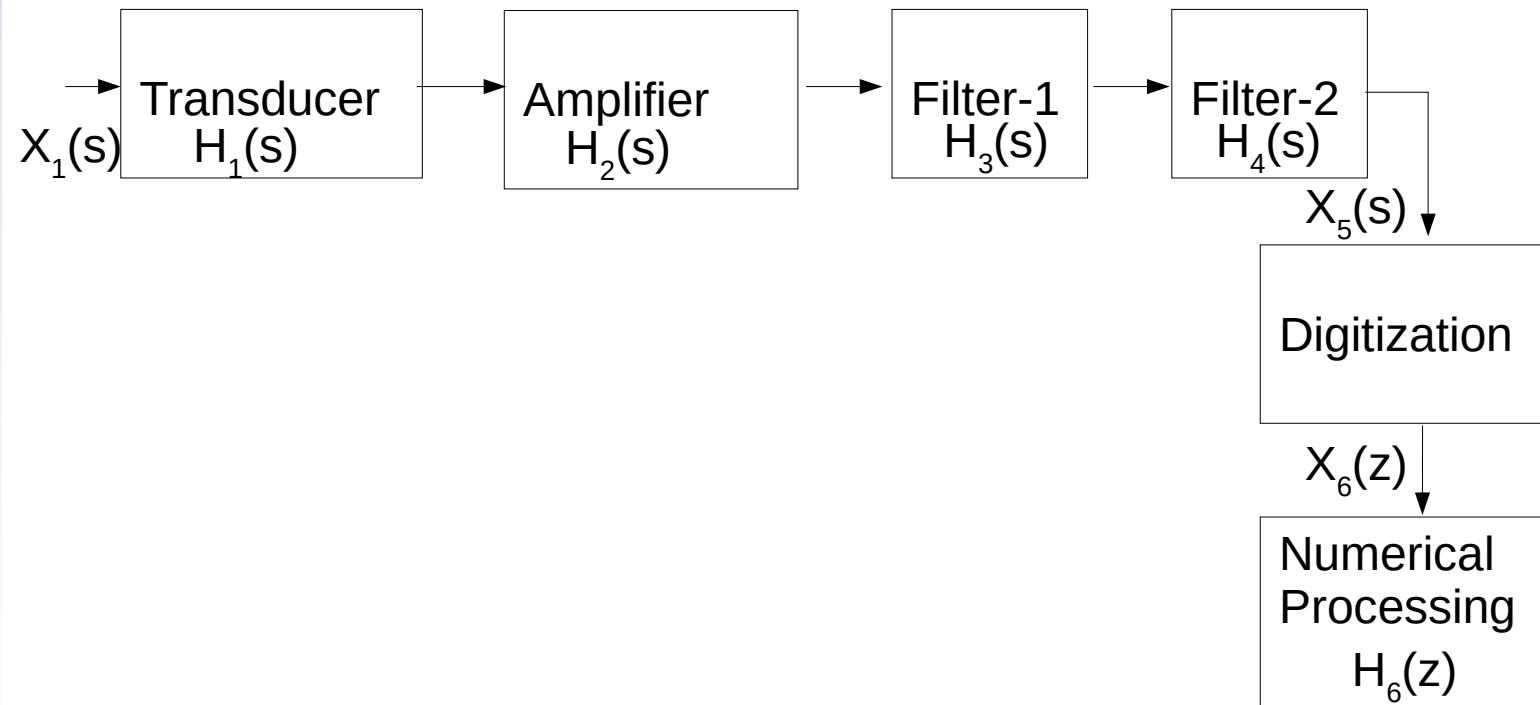 X₁(s)
Transducer
H₁(s)
Amplifier
H₂(s)
Filter-1
H₃(s)
Filter-2
H₄(s)
X₅(s)
Digitization
X₆(z)
Numerical
Processing
H₆(z)